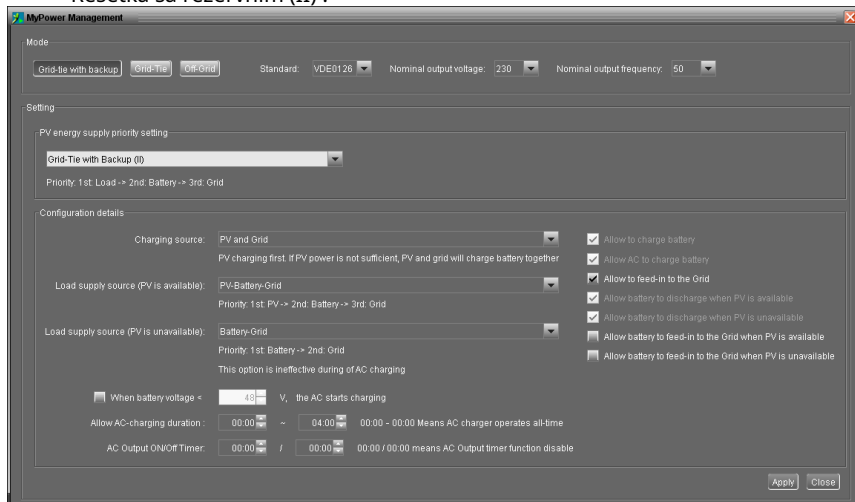 Rešetka sa rezervnim (II) :
MyPower Management
Mode
Grid-tie with backup Grid-Tie Off-Grid Standard: VDE0126 Nominal output voltage: 230 Nominal output frequency: 50
Setting
PV energy supply priority setting
Grid-Tie with Backup (II)
Priority: 1st: Load -> 2nd: Battery -> 3rd: Grid
Configuration details
Charging source: PV and Grid
PV charging first. If PV power is not sufficient, PV and grid will charge battery together
Load supply source (PV is available): PV-Battery-Grid
Priority: 1st: PV -> 2nd: Battery -> 3rd: Grid
Load supply source (PV is unavailable): Battery-Grid
Priority: 1st: Battery -> 2nd: Grid
This option is ineffective during of AC charging
When battery voltage < 48 V, the AC starts charging
Allow AC-charging duration : 00:00 ~ 04:00 00:00 - 00:00 Means AC charger operates all-time
AC Output ON/Off Timer: 00:00 / 00:00 00:00 / 00:00 means AC Output timer function disable
Allow to charge battery
Allow AC to charge battery
Allow to feed-in to the Grid
Allow battery to discharge when PV is available
Allow battery to discharge when PV is unavailable
Allow battery to feed-in to the Grid when PV is available
Allow battery to feed-in to the Grid when PV is unavailable
Apply Close